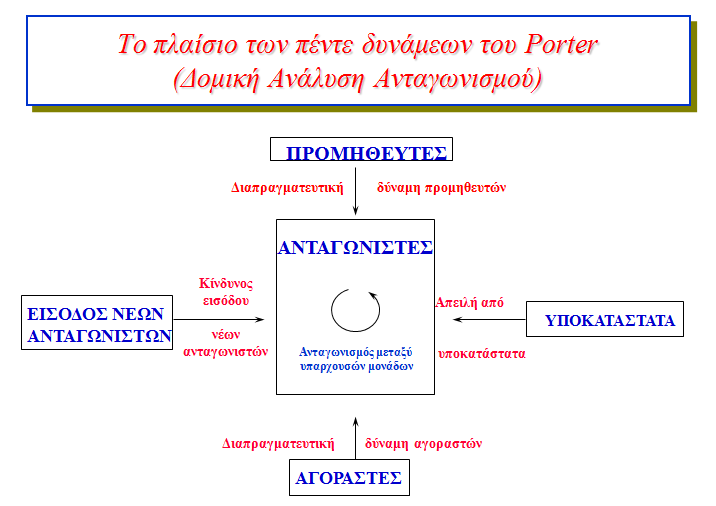 Το πλαίσιο των πέντε δυνάμεων του Porter
(Δομική Ανάλυση Ανταγωνισμού)
ΠΡΟΜΗΘΕΥΤΕΣ
Διαπραγματευτική δύναμη προμηθευτών
ΑΝΤΑΓΩΝΙΣΤΕΣ
Κίνδυνος
εισόδου
νέων
ανταγωνιστών
ΕΙΣΟΔΟΣ ΝΕΩΝ
ΑΝΤΑΓΩΝΙΣΤΩΝ
Ανταγωνισμός μεταξύ
υπαρχουσών μονάδων
Απειλή από
υποκατάστατα
ΥΠΟΚΑΤΑΣΤΑΤΑ
Διαπραγματευτική δύναμη αγοραστών
ΑΓΟΡΑΣΤΕΣ